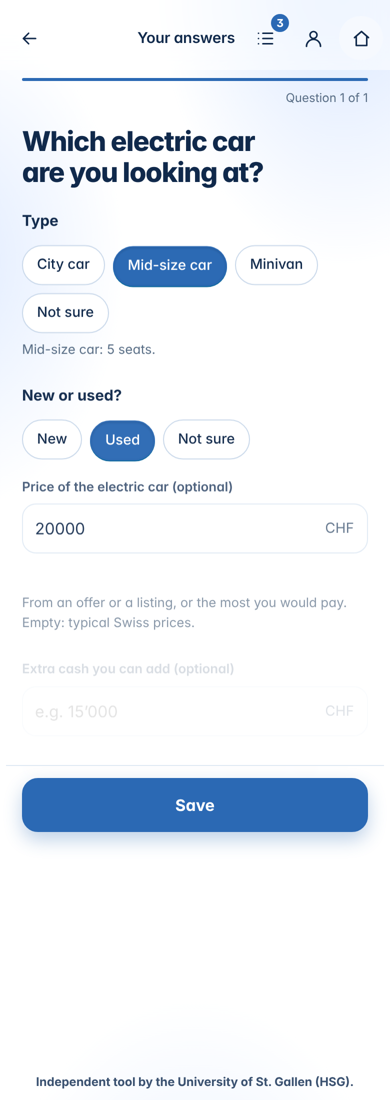 Your answers
3
Question 1 of 1
Which electric car
are you looking at?
Type
City car
Mid-size car
Minivan
Not sure
Mid-size car: 5 seats.
New or used?
New
Used
Not sure
Price of the electric car (optional)
20000
CHF
From an offer or a listing, or the most you would pay.
Empty: typical Swiss prices.
Extra cash you can add (optional)
e.g. 15’000
CHF
Save
Independent tool by the University of St. Gallen (HSG).